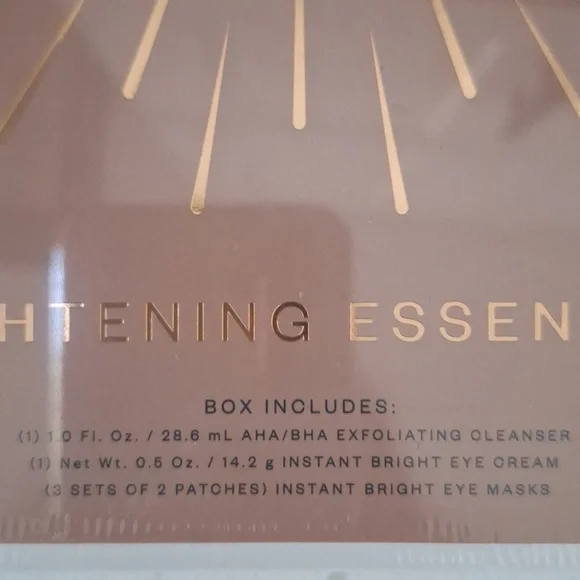 HTENING ESSEN
BOX INCLUDES:
(1) 1.0 Fl. Oz. / 28.6 mL AHA/BHA EXFOLIATING CLEANSER
(1) Net Wt. 0.5 Oz. / 14.2 g INSTANT BRIGHT EYE CREAM
(3 SETS OF 2 PATCHES) INSTANT BRIGHT EYE MASKS